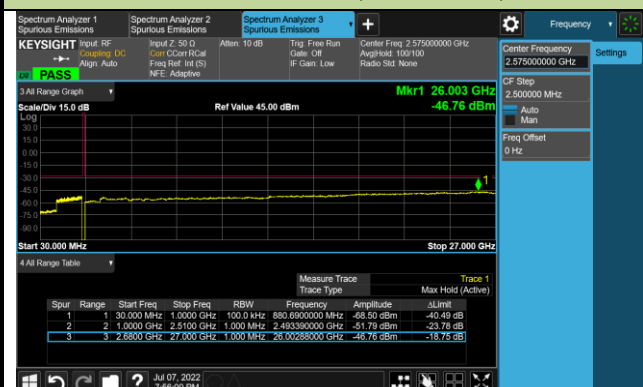 Spectrum Analyzer 1 Spectrum Analyzer 2 Spectrum Analyzer 3 Frequency
Spurious Emissions Spurious Emissions Spurious Emissions
KEYSIGHT Input: RF Input Z: 50 Ω Atten: 10 dB Trig: Free Run Center Freq: 2.575000000 GHz
Coupling: DC Corr CCorr RCal Gate: Off Avg|Hold: 100/100
Align: Auto Freq Ref: Int (S) IF Gain: Low Radio Std: None
LXI PASS NFE: Adaptive
Center Frequency Settings
2.575000000 GHz
CF Step
2.500000 MHz
Auto
Man
Freq Offset
0 Hz
3 All Range Graph Mkr1 26.003 GHz
Scale/Div 15.0 dB Ref Value 45.00 dBm -46.76 dBm
Log
30.0
15.0
0.00
-15.0
-30.0
1
-45.0
-60.0
-75.0
-90.0
Start 30.000 MHz Stop 27.000 GHz
4 All Range Table
Measure Trace Trace 1
Trace Type Max Hold (Active)
Spur Range Start Freq Stop Freq RBW Frequency Amplitude ΔLimit
1 1 30.000 MHz 1.0000 GHz 100.0 kHz 880.6900000 MHz -68.50 dBm -40.49 dB
2 2 1.0000 GHz 2.5100 GHz 1.000 MHz 2.493390000 GHz -51.79 dBm -23.78 dB
3 3 2.6800 GHz 27.000 GHz 1.000 MHz 26.00288000 GHz -46.76 dBm -18.75 dB
Jul 07, 2022
7:56:00 PM